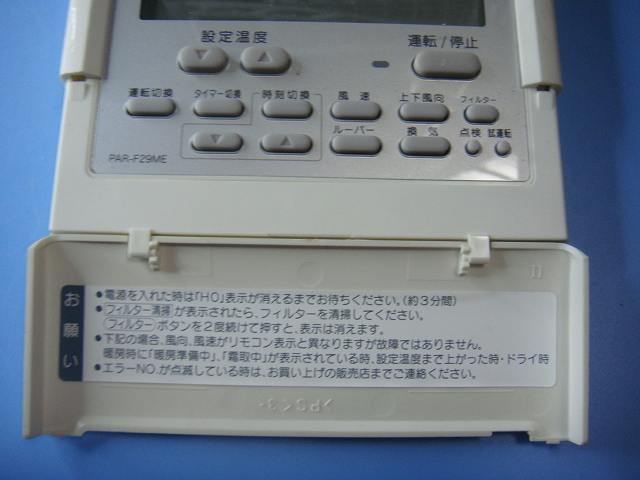 設定温度
運転/停止
運転切換
タイマー切換
時刻切換
風速
上下風向
フィルター
ルーバー
換気
点検
試運転
PAR-F29ME
お願い
●電源を入れた時は「HO」表示が消えるまでお待ちください。(約3分間)
●フィルター清掃が表示されたら、フィルターを清掃してください。
フィルターボタンを2度続けて押すと、表示は消えます。
●下記の場合、風向、風速がリモコン表示と異なりますが故障ではありません。
暖房時に「暖房準備中」、「霜取中」が表示されている時、設定温度まで上がった時・ドライ時
●エラーNO.が点滅している時は、お買い上げの販売店までご連絡ください。
>PS<